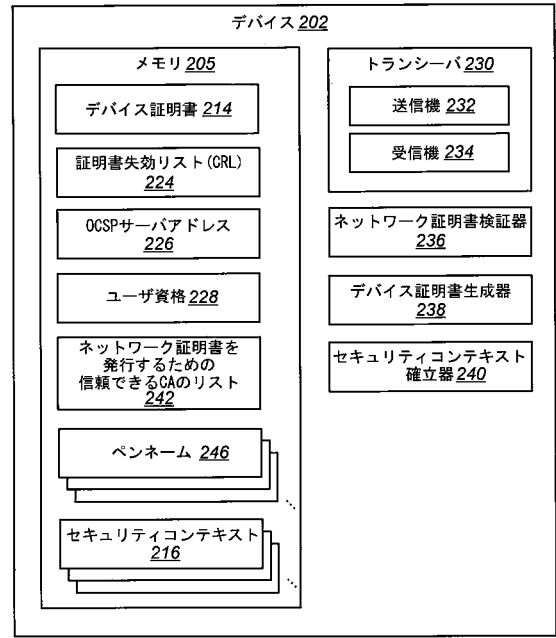 デバイス 202
メモリ 205
デバイス証明書 214
証明書失効リスト(CRL)
224
OCSPサーバアドレス
226
ユーザ資格 228
ネットワーク証明書を
発行するための
信頼できるCAのリスト
242
ペンネーム 246
セキュリティコンテキスト
216
トランシーバ 230
送信機 232
受信機 234
ネットワーク証明書検証器
236
デバイス証明書生成器
238
セキュリティコンテキスト
確立器 240